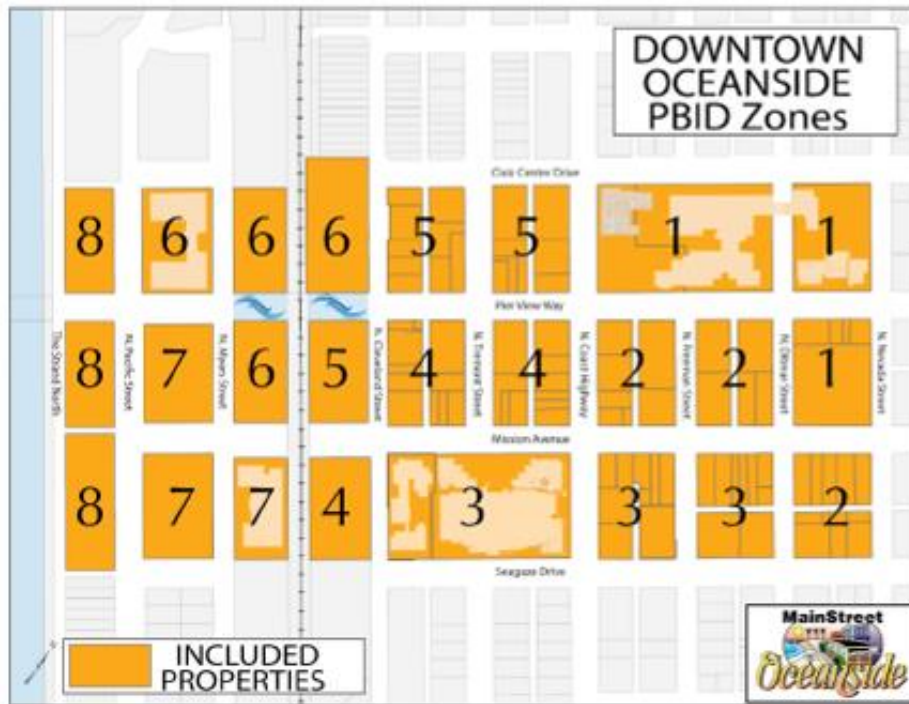 DOWNTOWN
OCEANSIDE
PBID Zones
Civic Center Drive
8 6 6 6 5 5 1 1
Pier View Way
The Strand North
N. Pacific Street
N. Myers Street
N. Cleveland Street
N. Tremont Street
N. Coast Highway
N. Freeman Street
N. Ditmar Street
N. Nevada Street
8 7 6 5 4 4 2 2 1
Mission Avenue
8 7 7 4 3 3 3 2
Seagaze Drive
INCLUDED
PROPERTIES
MainStreet
Oceanside